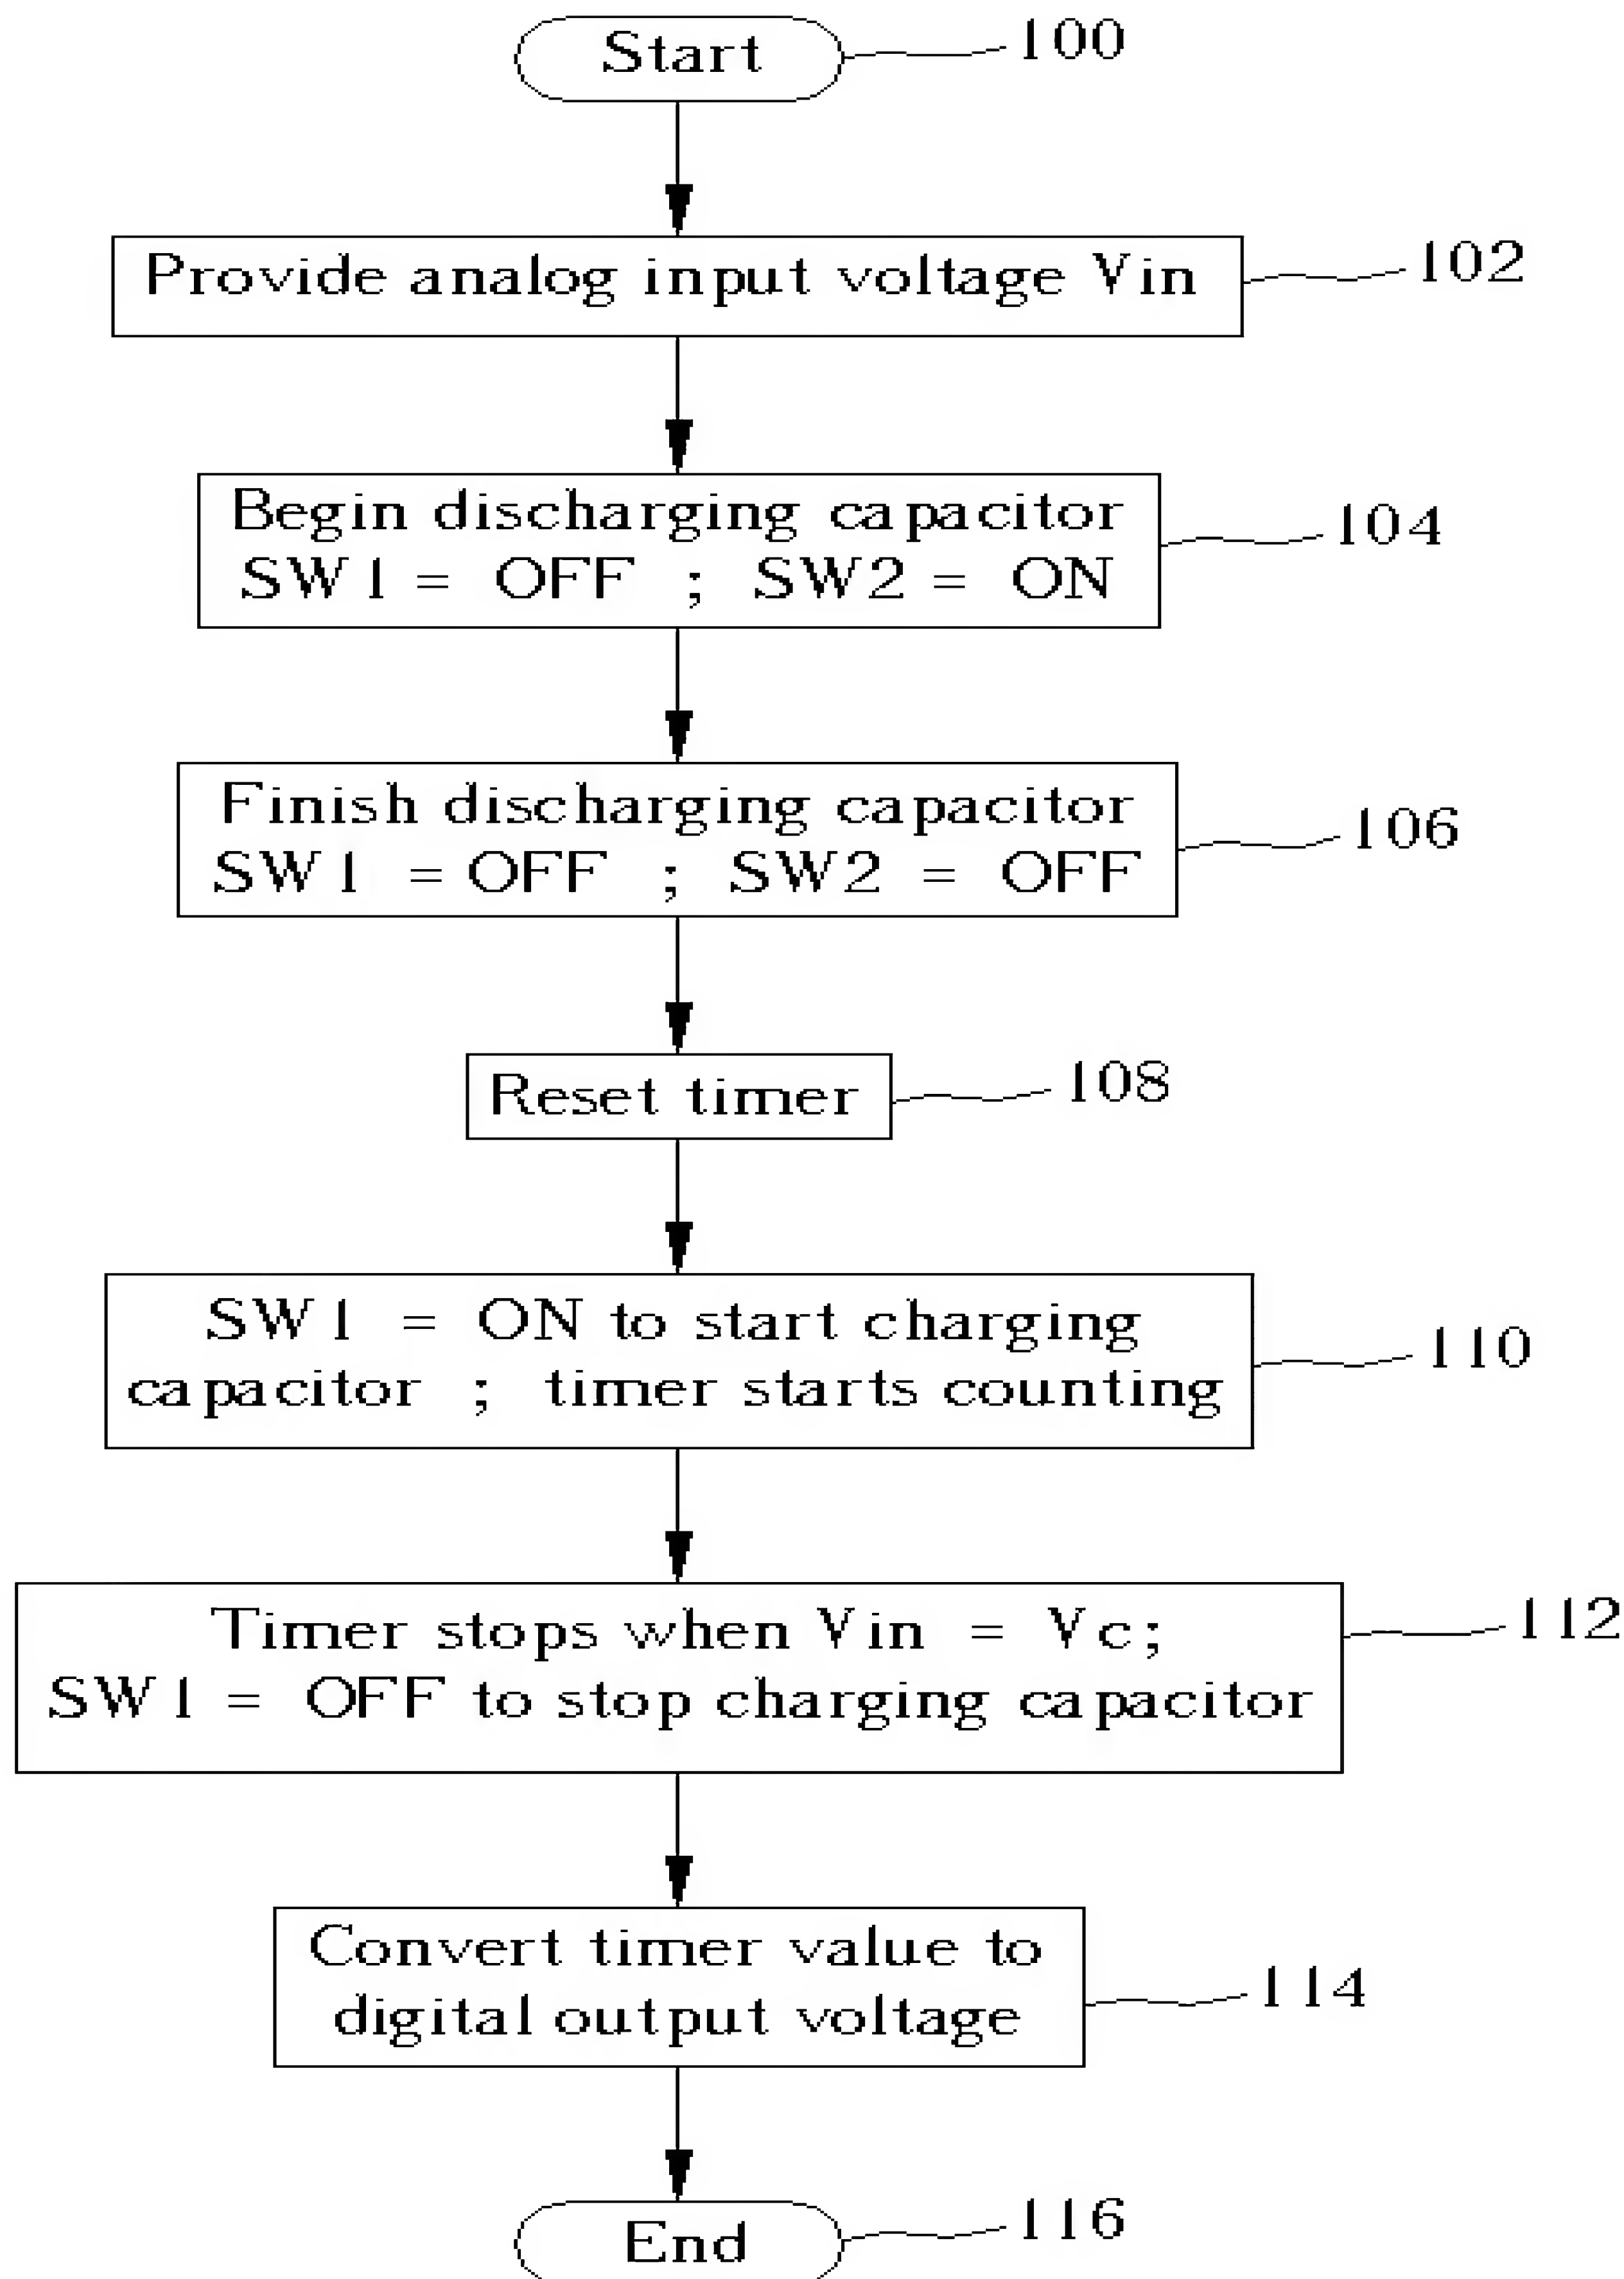 Start
100
Provide analog input voltage Vin
102
Begin discharging capacitor
SW1 = OFF ; SW2 = ON
104
Finish discharging capacitor
SW1 = OFF ; SW2 = OFF
106
Reset timer
108
SW1 = ON to start charging
capacitor ; timer starts counting
110
Timer stops when Vin = Vc;
SW1 = OFF to stop charging capacitor
112
Convert timer value to
digital output voltage
114
End
116